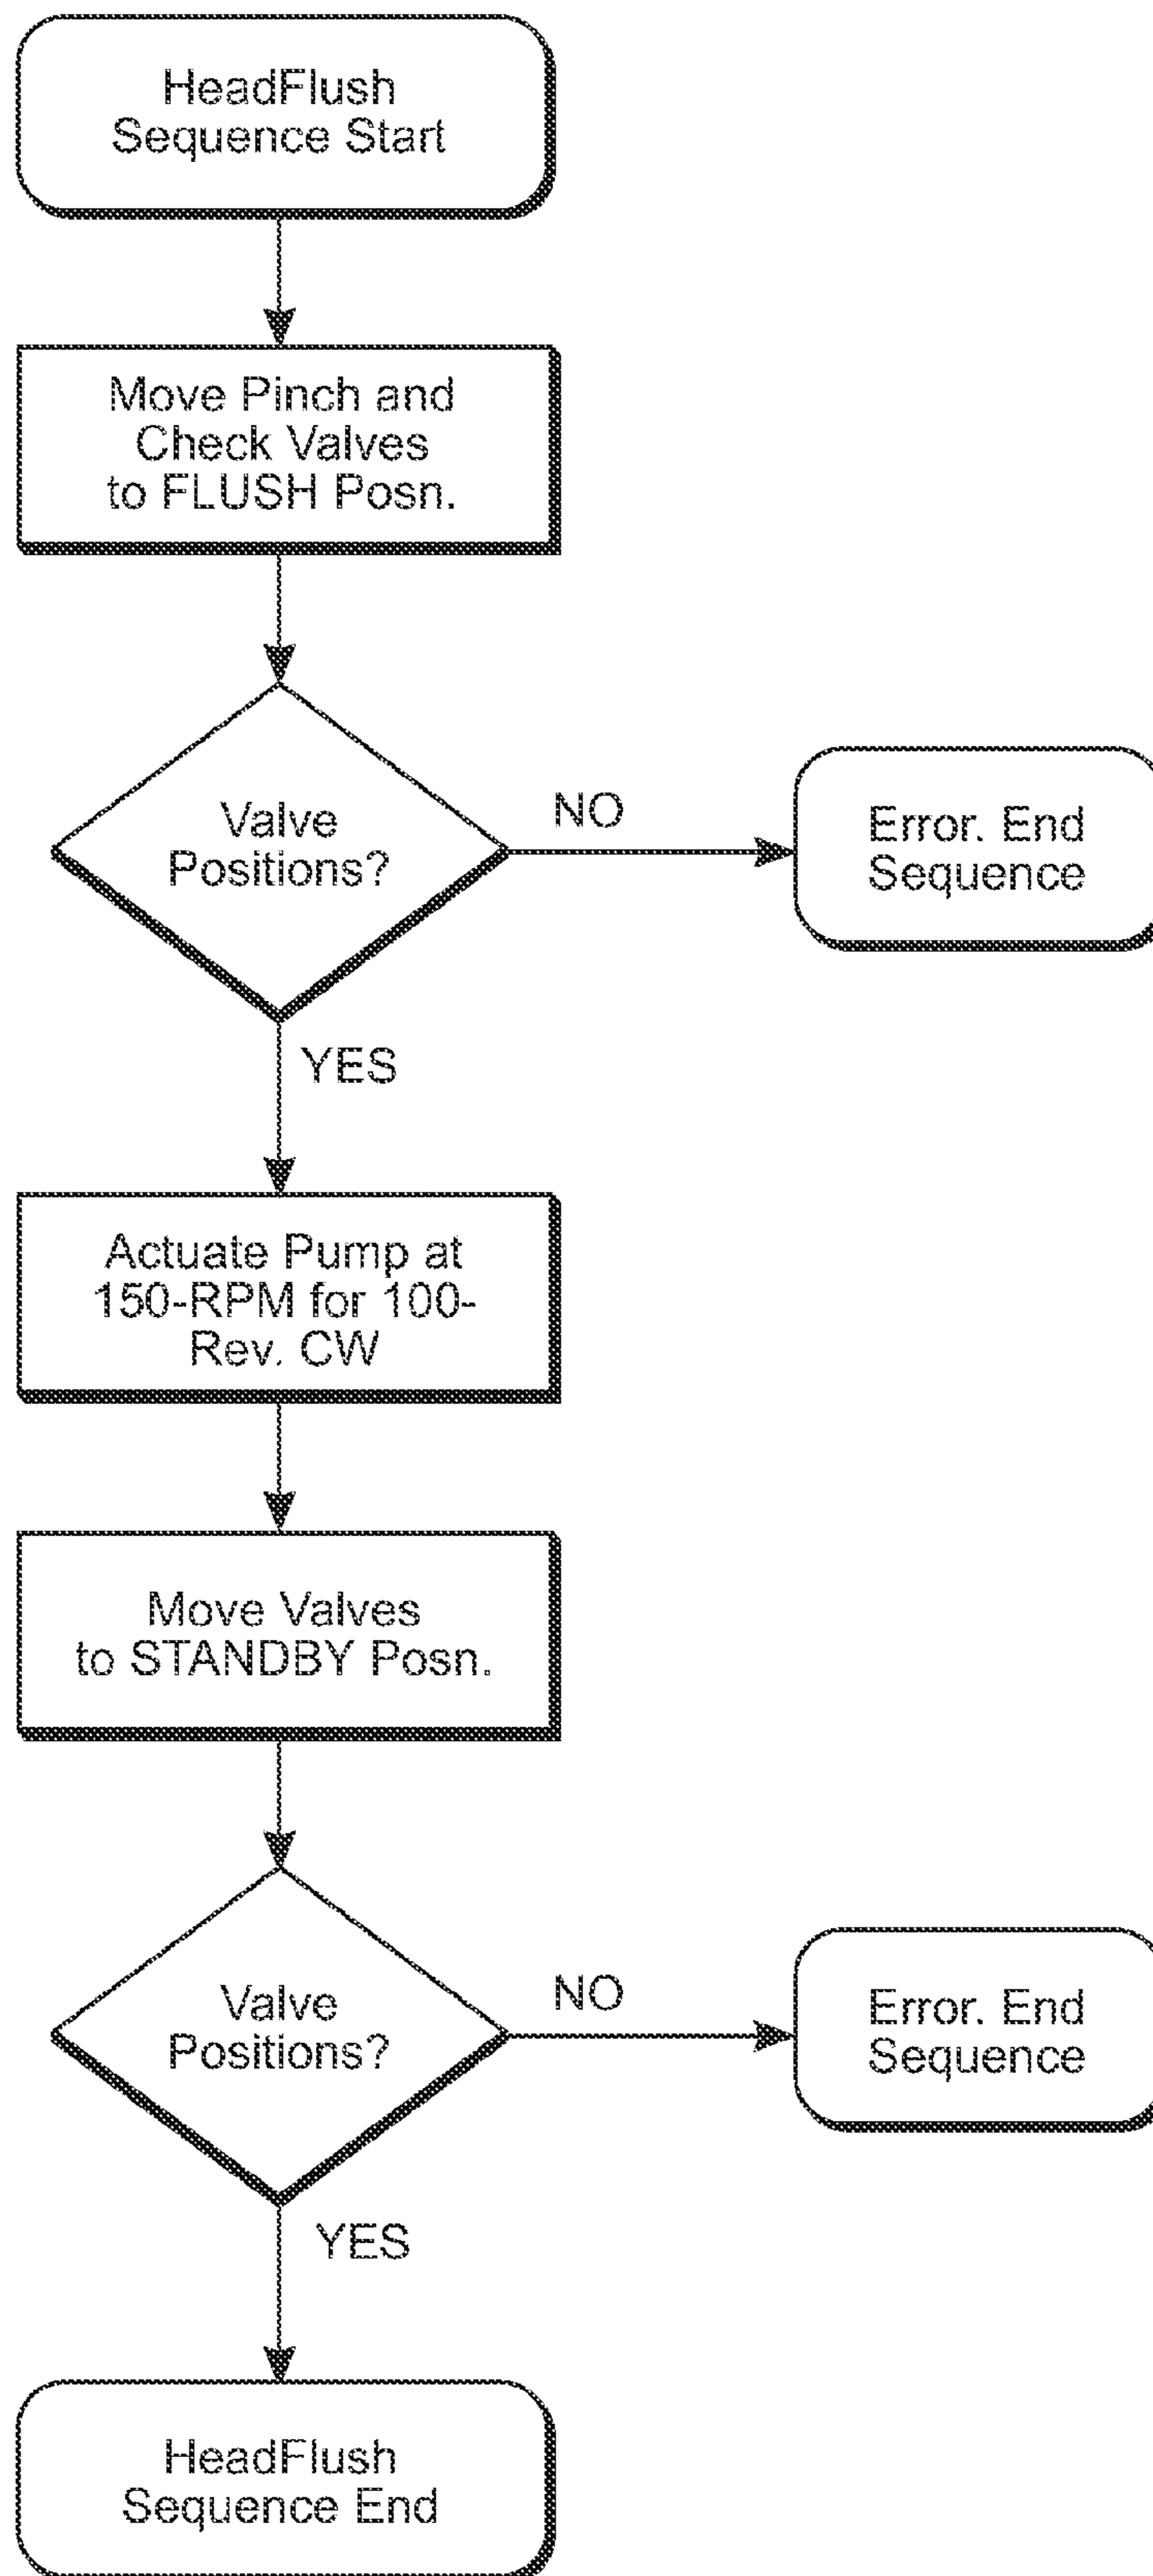 HeadFlush
Sequence Start
Move Pinch and
Check Valves
to FLUSH Posn.
Valve
Positions?
NO
Error. End
Sequence
YES
Actuate Pump at
150-RPM for 100-
Rev. CW
Move Valves
to STANDBY Posn.
Valve
Positions?
NO
Error. End
Sequence
YES
HeadFlush
Sequence End